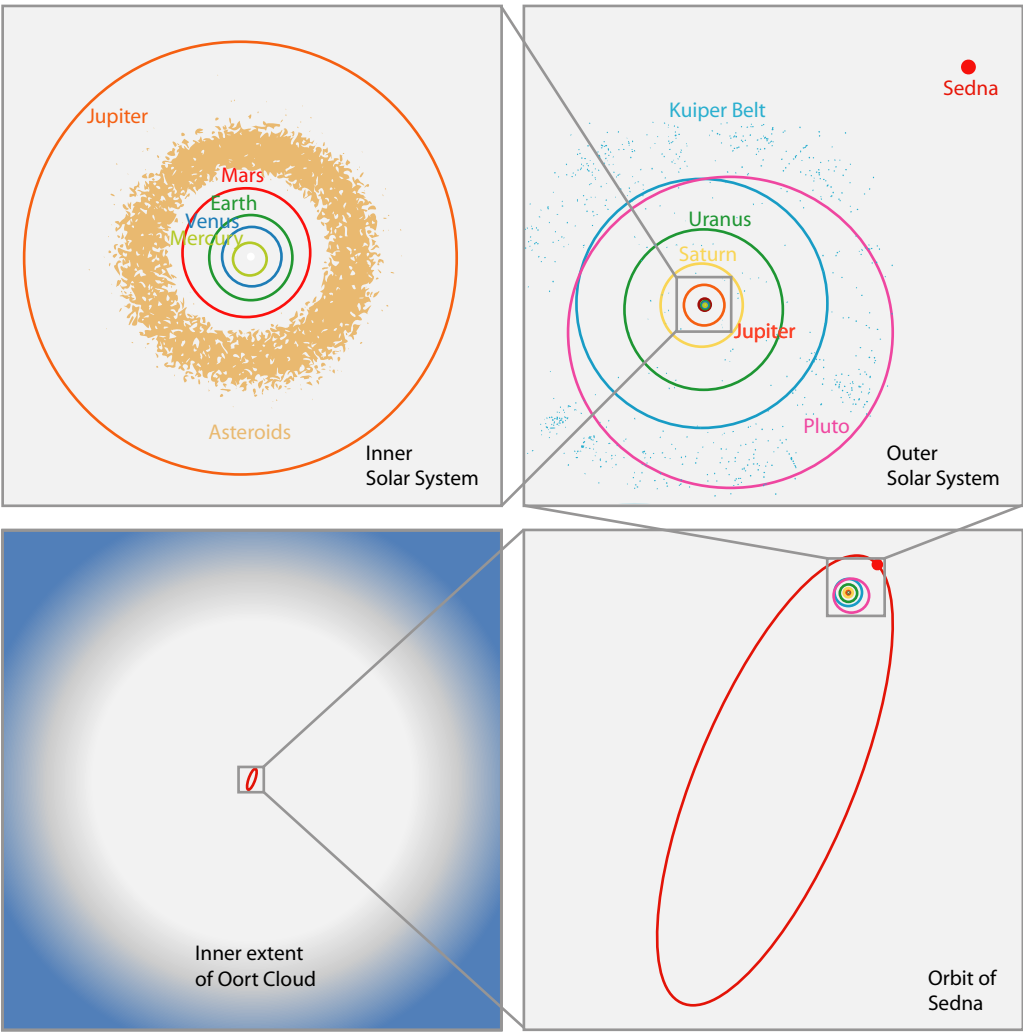 Jupiter
Mars
Earth
Venus
Mercury
Asteroids
Inner
Solar System
Sedna
Kuiper Belt
Uranus
Saturn
Jupiter
Pluto
Outer
Solar System
Inner extent
of Oort Cloud
Orbit of
Sedna